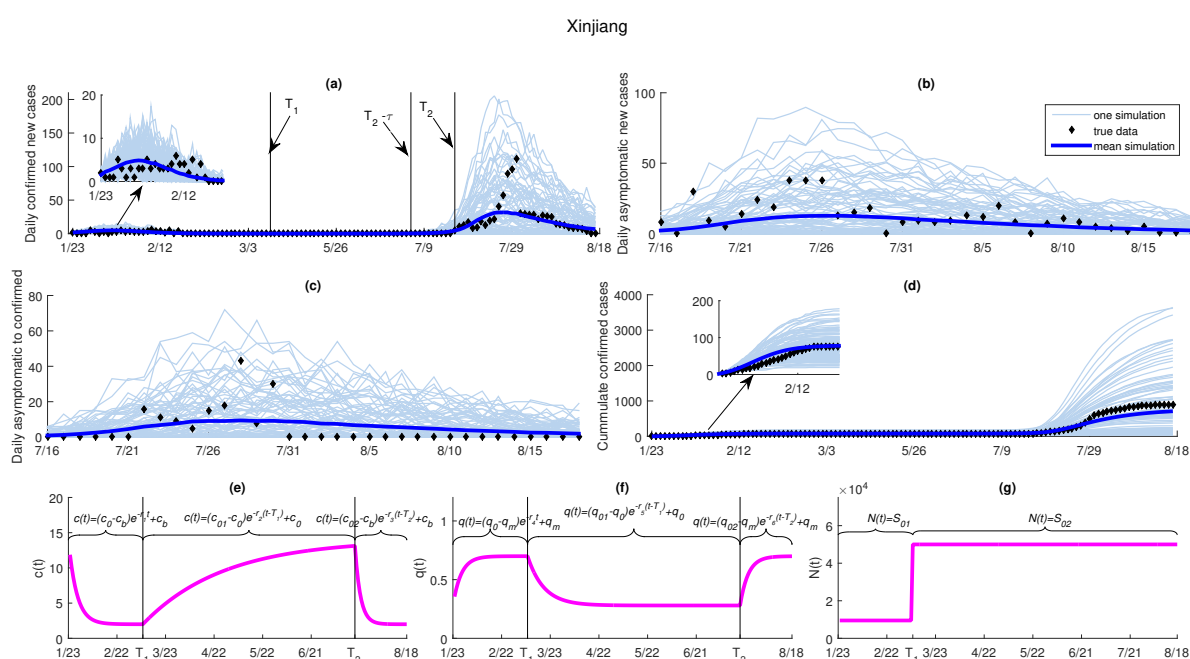 Xinjiang
(a)
Daily confirmed new cases
200
150
100
50
0
1/23 2/12 3/3 5/26 7/9 7/29 8/18
20
10
0
1/23 2/12
T1
T2-τ
T2
(b)
Daily asymptomatic new cases
100
50
0
7/16 7/21 7/26 7/31 8/5 8/10 8/15
one simulation
true data
mean simulation
(c)
Daily asymptomatic to confirmed
80
60
40
20
0
7/16 7/21 7/26 7/31 8/5 8/10 8/15
(d)
Cummulate confirmed cases
4000
3000
2000
1000
0
1/23 2/12 3/3 5/26 7/9 7/29 8/18
200
100
0
2/12
(e)
c(t)
20
15
10
5
0
c(t)=(c0-cb)e^-r1t+cb c(t)=(c01-c0)e^-r2(t-T1)+c0 c(t)=(c02-cb)e^-r3(t-T2)+cb
1/23 2/22 T1 3/23 4/22 5/22 6/21 T2 8/18
(f)
q(t)
1
0.5
0
q(t)=(q0-qm)e^-r4t+qm q(t)=(q01-q0)e^-r5(t-T1)+q0 q(t)=(q02-qm)e^-r6(t-T2)+qm
1/23 2/22 T1 3/23 4/22 5/22 6/21 T2 8/18
(g)
N(t)
×10^4
6
4
2
0
N(t)=S01 N(t)=S02
1/23 2/22 3/23 4/22 5/22 6/21 7/21 8/18